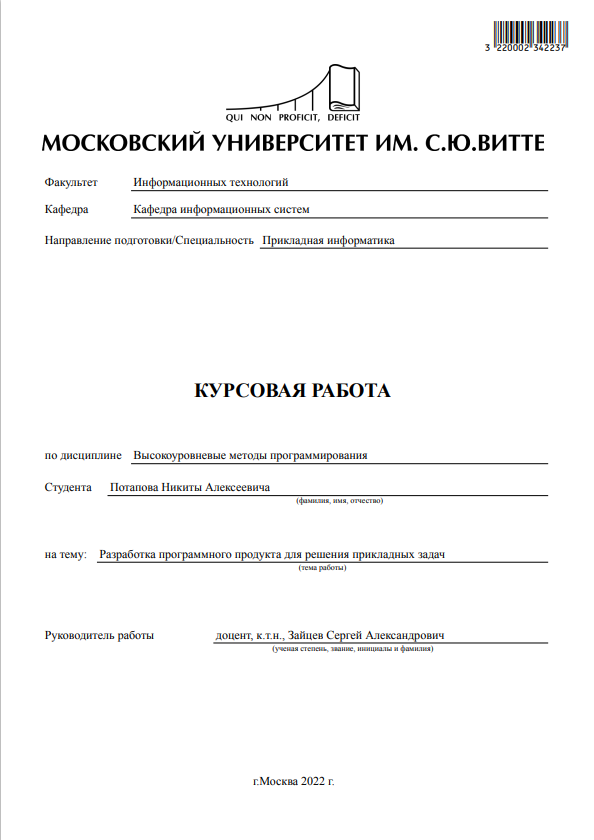 3 220002 342237
QUI NON PROFICIT, DEFICIT
МОСКОВСКИЙ УНИВЕРСИТЕТ ИМ. С.Ю.ВИТТЕ
Факультет Информационных технологий
Кафедра Кафедра информационных систем
Направление подготовки/Специальность Прикладная информатика
КУРСОВАЯ РАБОТА
по дисциплине Высокоуровневые методы программирования
Студента Потапова Никиты Алексеевича
(фамилия, имя, отчество)
на тему: Разработка программного продукта для решения прикладных задач
(тема работы)
Руководитель работы доцент, к.т.н., Зайцев Сергей Александрович
(ученая степень, звание, инициалы и фамилия)
г.Москва 2022 г.